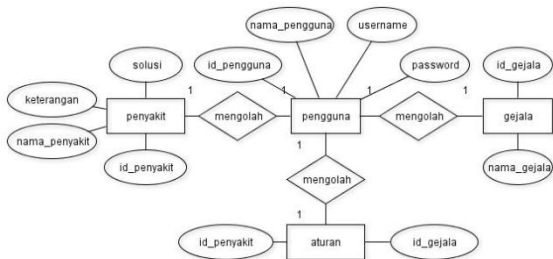 nama_pengguna
username
solusi
id_pengguna
password
id_gejala
keterangan
1
1
1
1
penyakit
mengolah
pengguna
mengolah
gejala
nama_penyakit
1
id_penyakit
mengolah
nama_gejala
1
id_penyakit
aturan
id_gejala